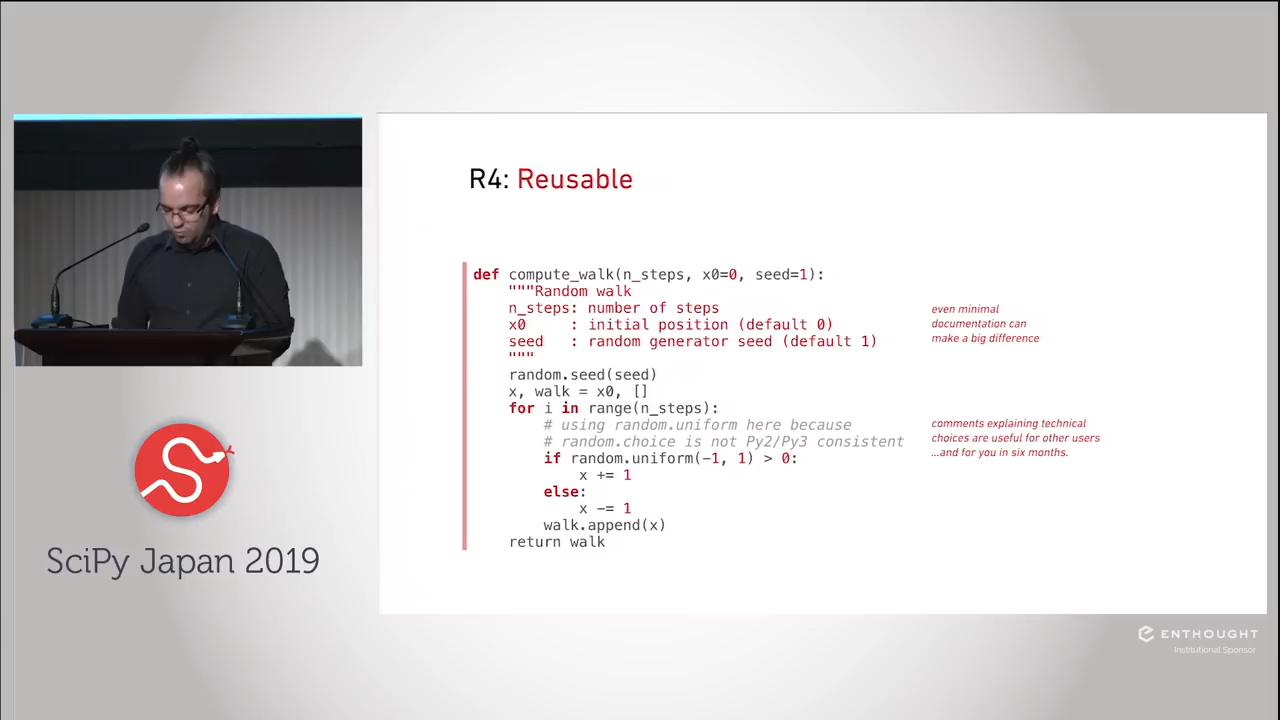 R4: Reusable
def compute_walk(n_steps, x0=0, seed=1):
"""Random walk
n_steps: number of steps
x0     : initial position (default 0)
seed   : random generator seed (default 1)
"""
random.seed(seed)
x, walk = x0, []
for i in range(n_steps):
# using random.uniform here because
# random.choice is not Py2/Py3 consistent
if random.uniform(−1, 1) > 0:
x += 1
else:
x −= 1
walk.append(x)
return walk
even minimal
documentation can
make a big difference
comments explaining technical
choices are useful for other users
...and for you in six months.
SciPy Japan 2019
ENTHOUGHT
Institutional Sponsor